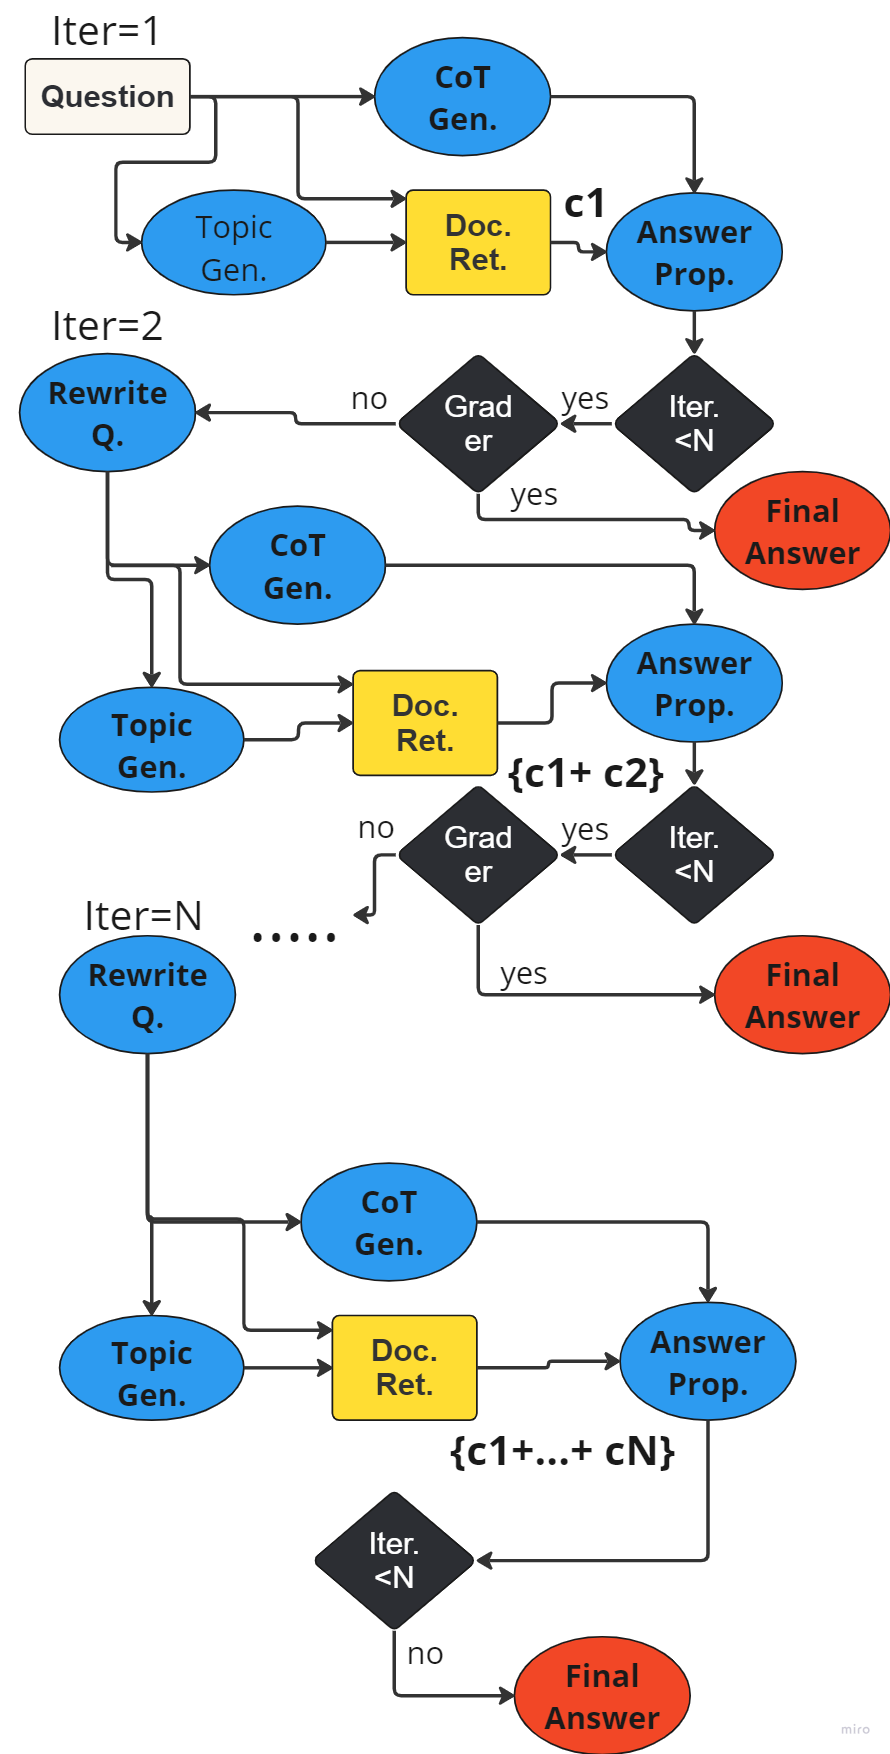 Iter=1
Question
CoT
Gen.
Topic
Gen.
Doc.
Ret.
c1
Answer
Prop.
Iter=2
Rewrite
Q.
no
Grad
er
yes
Iter.
<N
yes
Final
Answer
CoT
Gen.
Topic
Gen.
Doc.
Ret.
Answer
Prop.
{c1+ c2}
no
Grad
er
yes
Iter.
<N
yes
Final
Answer
.....
Iter=N
Rewrite
Q.
CoT
Gen.
Topic
Gen.
Doc.
Ret.
Answer
Prop.
{c1+...+ cN}
Iter.
<N
no
Final
Answer
miro